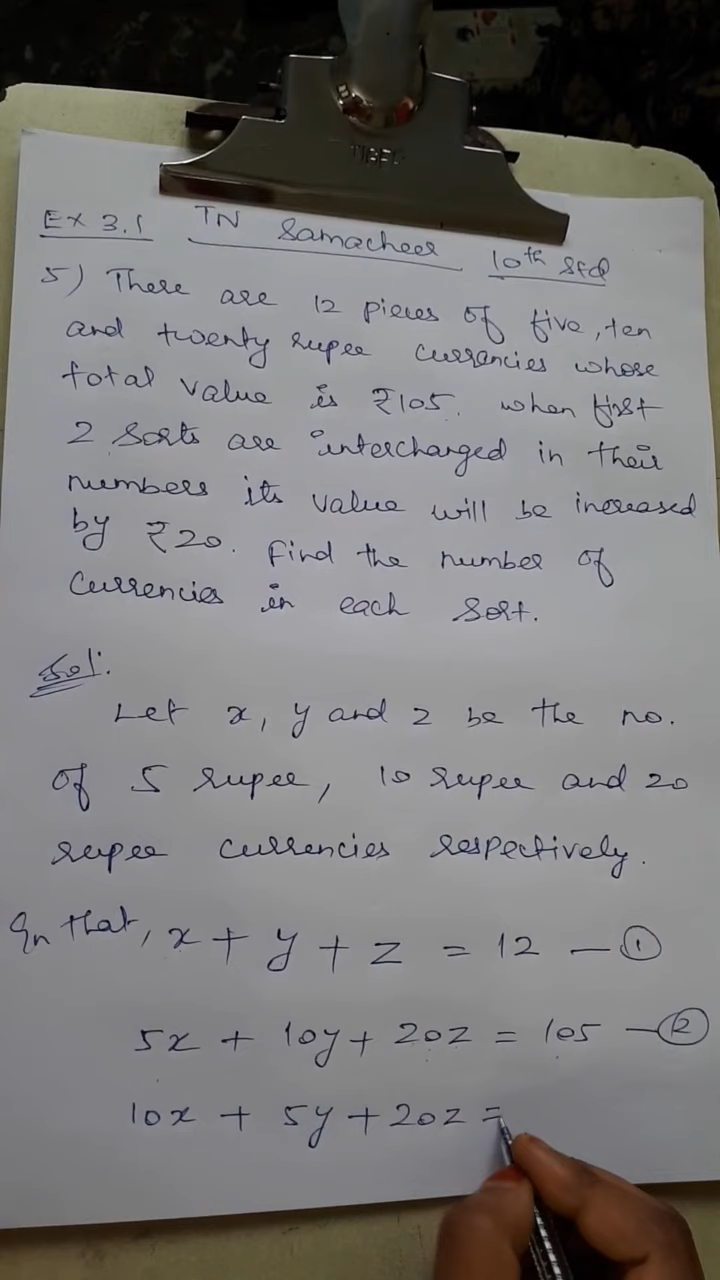 TIGER
Ex 3.1 TN Samacheer 10th Std
5) There are 12 pieces of five, ten
and twenty rupee currencies whose
total value is ₹105. when first
2 Sorts are intercharged in their
numbers its value will be increased
by ₹20. Find the number of
currencies in each Sort.
Sol:
Let x, y and z be the no.
of 5 rupee, 10 rupee and 20
rupee currencies respectively.
Gn that, x + y + z = 12 — ①
5x + 10y + 20z = 105 — ②
10x + 5y + 20z =